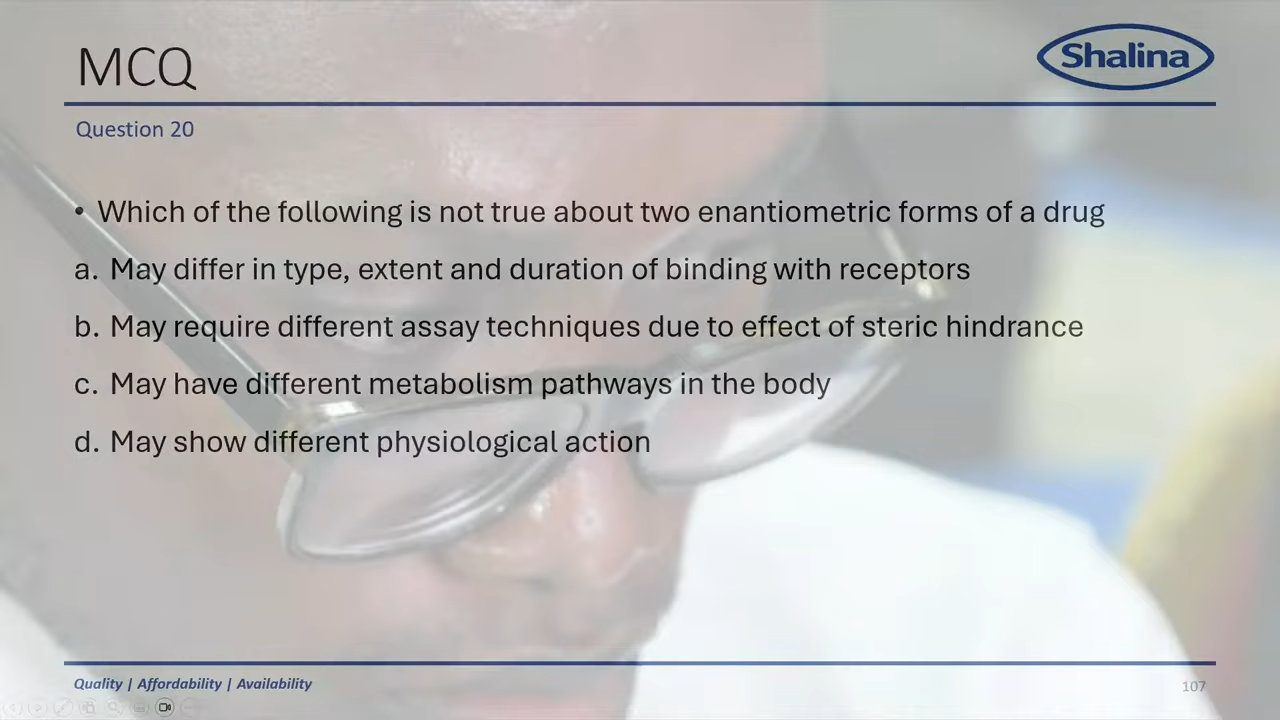 MCQ
Shalina
Question 20
• Which of the following is not true about two enantiometric forms of a drug
a. May differ in type, extent and duration of binding with receptors
b. May require different assay techniques due to effect of steric hindrance
c. May have different metabolism pathways in the body
d. May show different physiological action
Quality | Affordability | Availability
107